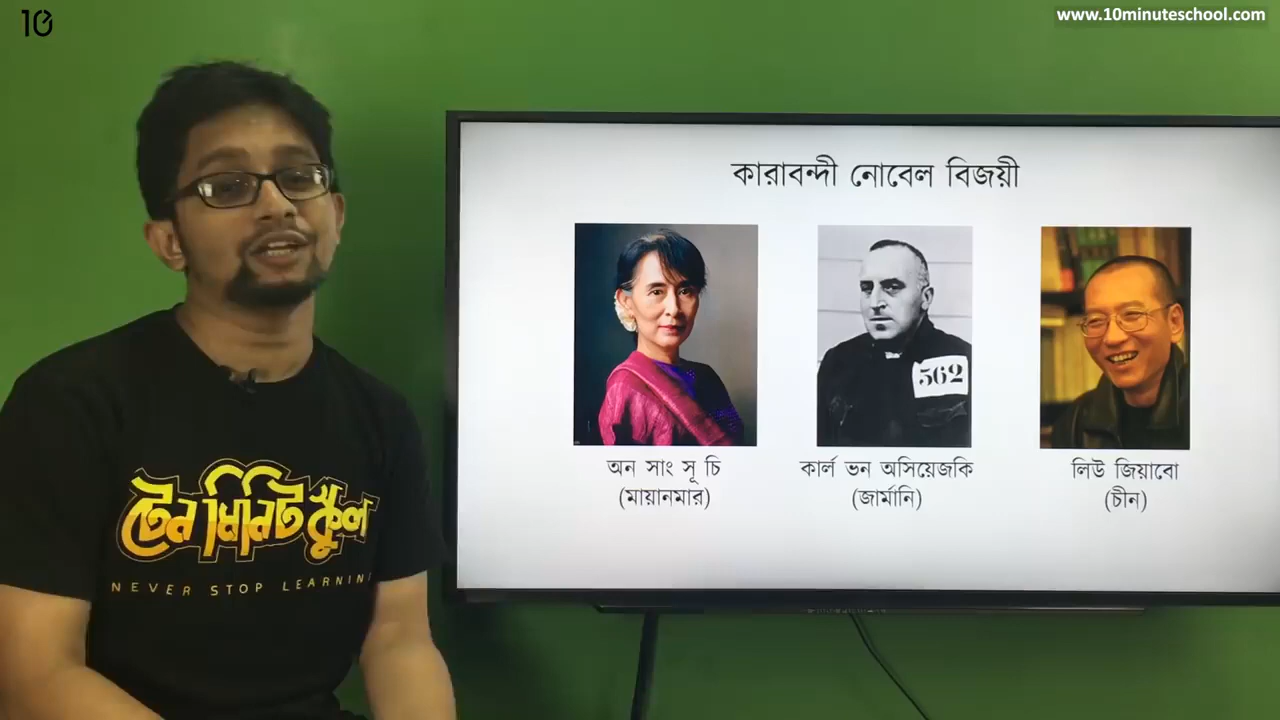 10
www.10minuteschool.com
কারাবন্দী নোবেল বিজয়ী
562
অন সাং সূ চি
(মায়ানমার)
কার্ল ভন অসিয়েজকি
(জার্মানি)
লিউ জিয়াবো
(চীন)
টেন মিনিট স্কুল
NEVER STOP LEARNING